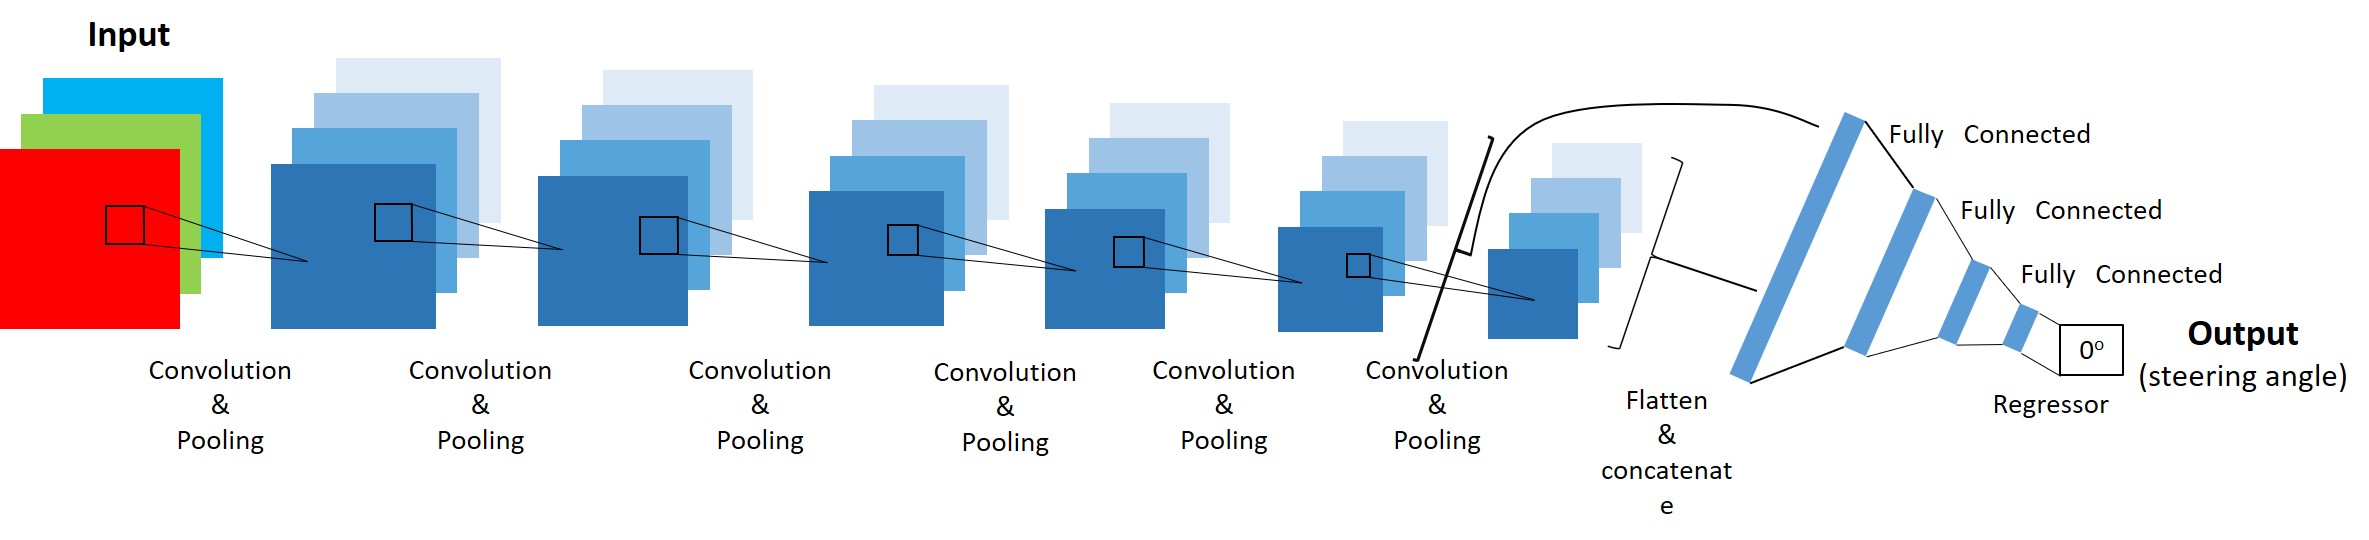 Input
Convolution
&
Pooling
Convolution
&
Pooling
Convolution
&
Pooling
Convolution
&
Pooling
Convolution
&
Pooling
Convolution
&
Pooling
Flatten
&
concatenat
e
Fully Connected
Fully Connected
Fully Connected
0º
Regressor
Output
(steering angle)